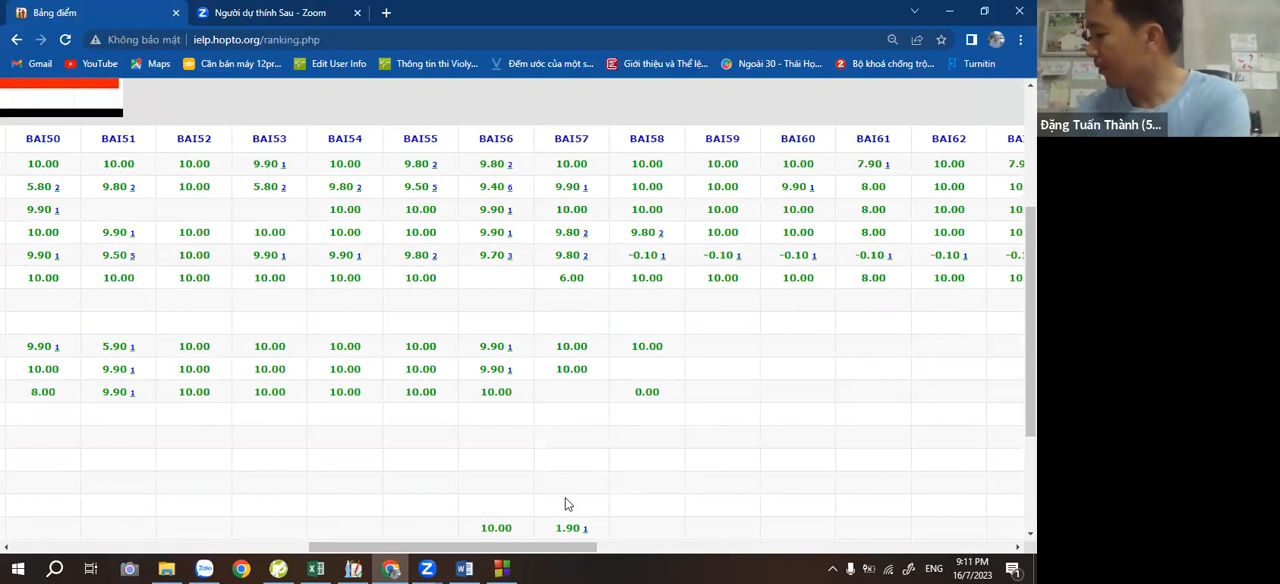 Bảng điểm
Người dự thính Sau - Zoom
Không bảo mật
ielp.hopto.org/ranking.php
Gmail YouTube Maps Cần bán máy 12pr... Edit User Info Thông tin thi Violy... Đếm ước của một s... Giới thiệu và Thể lệ... Ngoài 30 - Thái Họ... Bộ khoá chống trộ... Turnitin
Đặng Tuấn Thành (5...
BAI50 BAI51 BAI52 BAI53 BAI54 BAI55 BAI56 BAI57 BAI58 BAI59 BAI60 BAI61 BAI62 BAI
10.00 10.00 10.00 9.90 1 10.00 9.80 2 9.80 2 10.00 10.00 10.00 10.00 7.90 1 10.00 7.9
5.80 2 9.80 2 10.00 5.80 2 9.80 2 9.50 5 9.40 6 9.90 1 10.00 10.00 9.90 1 8.00 10.00 10.
9.90 1 10.00 10.00 9.90 1 10.00 10.00 10.00 10.00 8.00 10.00 10.
10.00 9.90 1 10.00 10.00 10.00 10.00 9.90 1 9.80 2 9.80 2 10.00 10.00 8.00 10.00 10.
9.90 1 9.50 5 10.00 9.90 1 9.90 1 9.80 2 9.70 3 9.80 2 -0.10 1 -0.10 1 -0.10 1 -0.10 1 -0.10 1 -0.1
10.00 10.00 10.00 10.00 10.00 10.00 6.00 10.00 10.00 10.00 8.00 10.00 10.
9.90 1 5.90 1 10.00 10.00 10.00 10.00 9.90 1 10.00 10.00
10.00 9.90 1 10.00 10.00 10.00 10.00 9.90 1 10.00
8.00 9.90 1 10.00 10.00 10.00 10.00 10.00 0.00
10.00 1.90 1
ENG
9:11 PM
16/7/2023